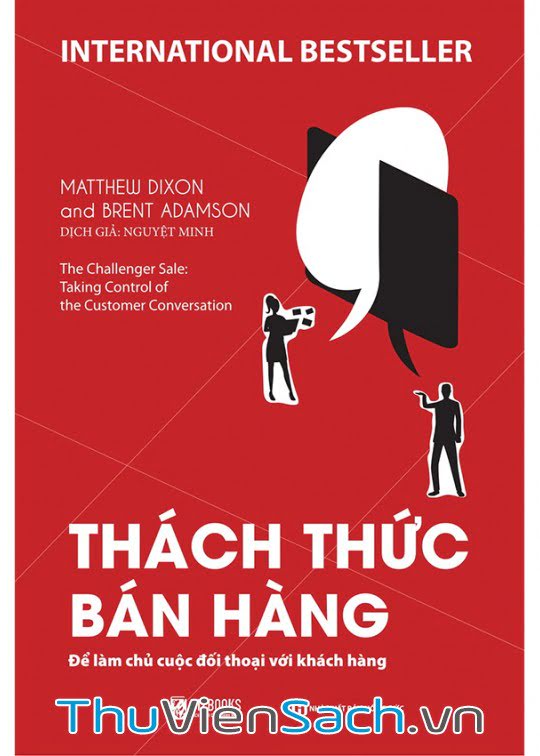 INTERNATIONAL BESTSELLER
MATTHEW DIXON
and BRENT ADAMSON
DỊCH GIẢ: NGUYỆT MINH
The Challenger Sale:
Taking Control of
the Customer Conversation
THÁCH THỨC
BÁN HÀNG
Để làm chủ cuộc đối thoại với khách hàng
ThuVienSach.vn